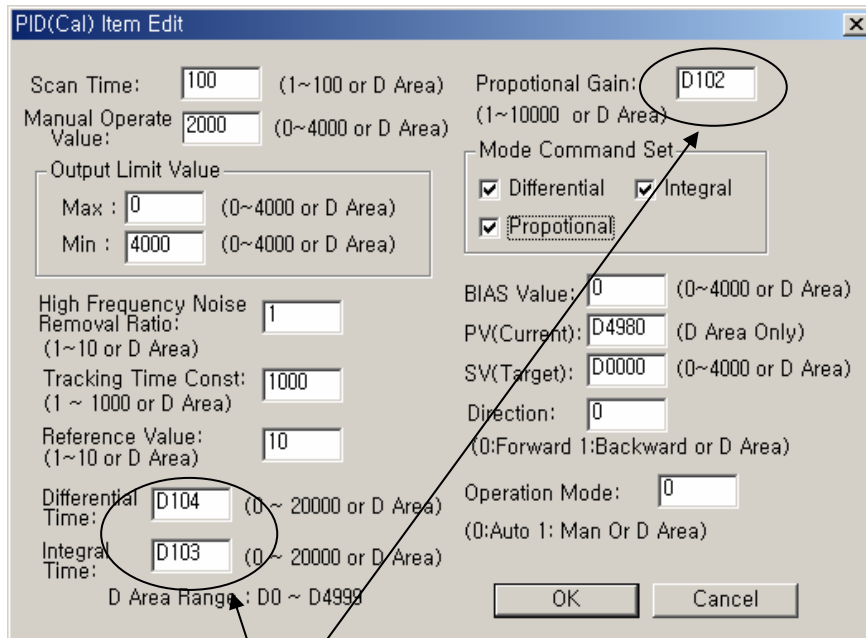 PID(Cal) Item Edit
Scan Time: 100 (1~100 or D Area)
Manual Operate
Value: 2000 (0~4000 or D Area)
Output Limit Value
Max : 0 (0~4000 or D Area)
Min : 4000 (0~4000 or D Area)
High Frequency Noise
Removal Ratio: 1
(1~10 or D Area)
Tracking Time Const: 1000
(1 ~ 1000 or D Area)
Reference Value: 10
(1~10 or D Area)
Differential
Time: D104 (0 ~ 20000 or D Area)
Integral
Time: D103 (0 ~ 20000 or D Area)
D Area Range : D0 ~ D4999
Propotional Gain: D102
(1~10000 or D Area)
Mode Command Set
Differential Integral
Propotional
BIAS Value: 0 (0~4000 or D Area)
PV(Current): D4980 (D Area Only)
SV(Target): D0000 (0~4000 or D Area)
Direction: 0
(0:Forward 1:Backward or D Area)
Operation Mode: 0
(0:Auto 1: Man Or D Area)
OK Cancel